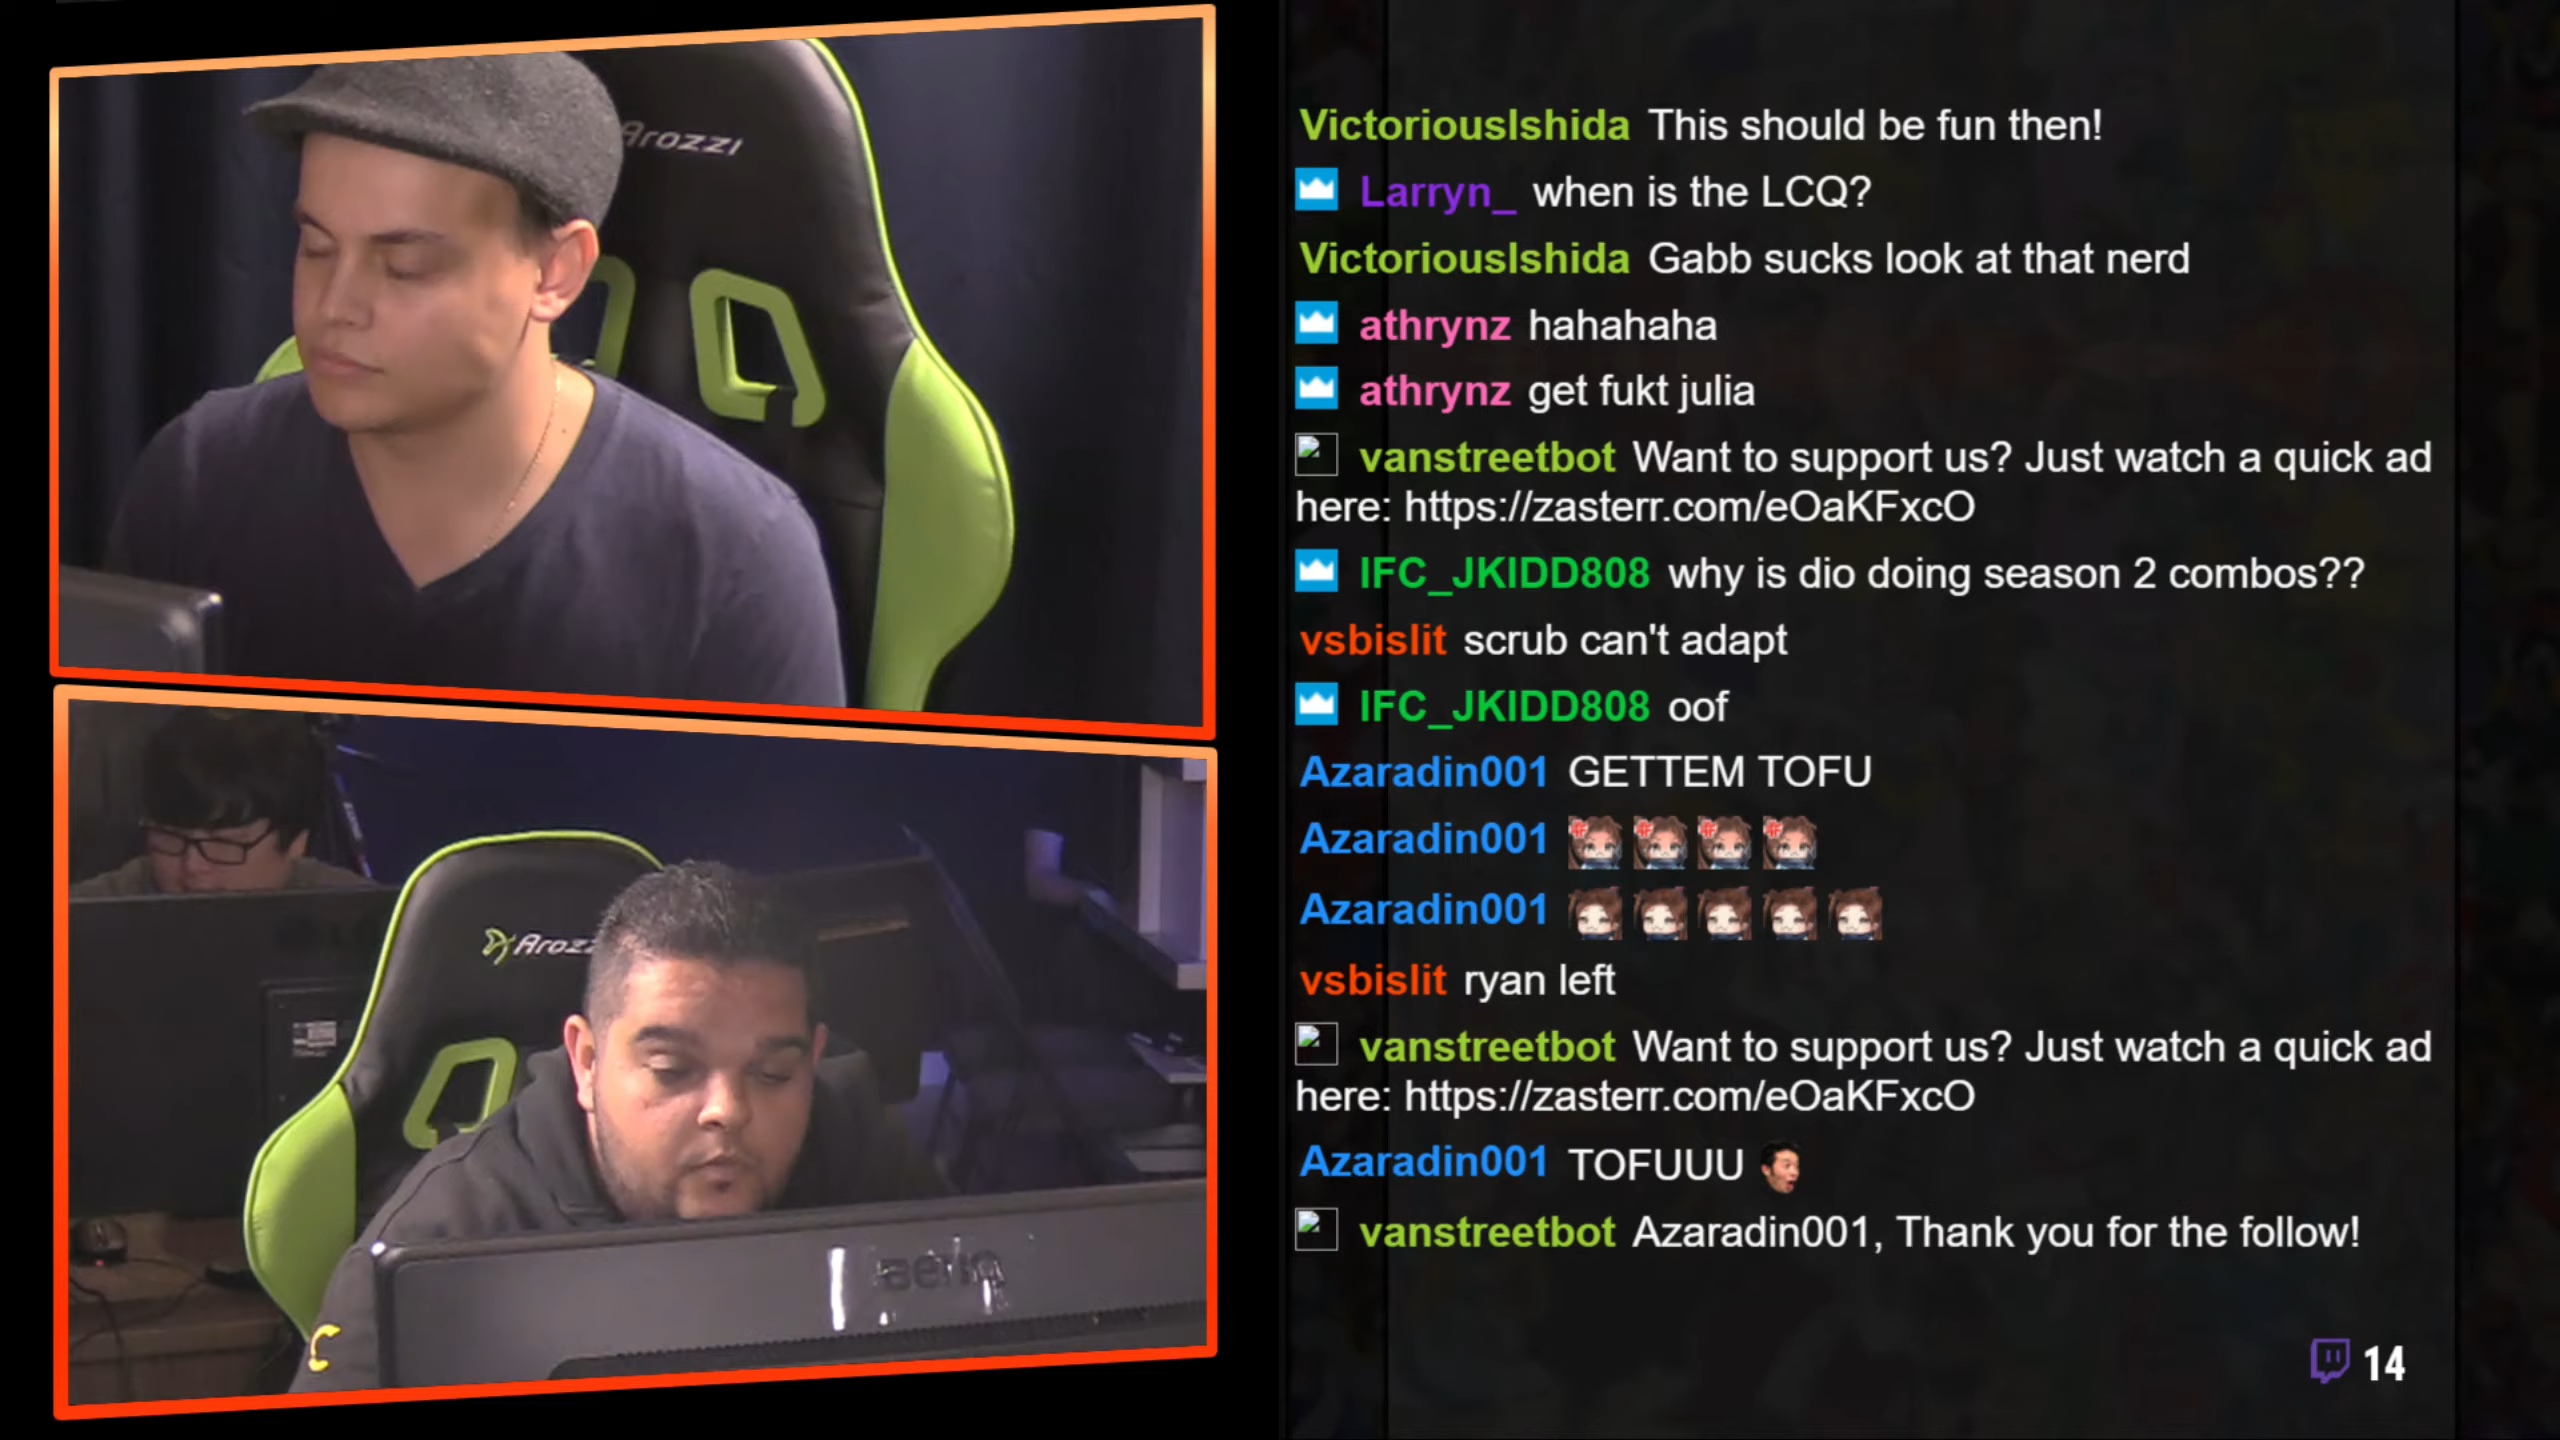 Arozzi
Arozz
VictoriousIshida This should be fun then!
Larryn_ when is the LCQ?
VictoriousIshida Gabb sucks look at that nerd
athrynz hahahaha
athrynz get fukt julia
vanstreetbot Want to support us? Just watch a quick ad
here: https://zasterr.com/eOaKFxcO
IFC_JKIDD808 why is dio doing season 2 combos??
vsbislit scrub can't adapt
IFC_JKIDD808 oof
Azaradin001 GETTEM TOFU
Azaradin001
Azaradin001
vsbislit ryan left
vanstreetbot Want to support us? Just watch a quick ad
here: https://zasterr.com/eOaKFxcO
Azaradin001 TOFUUU
vanstreetbot Azaradin001, Thank you for the follow!
14